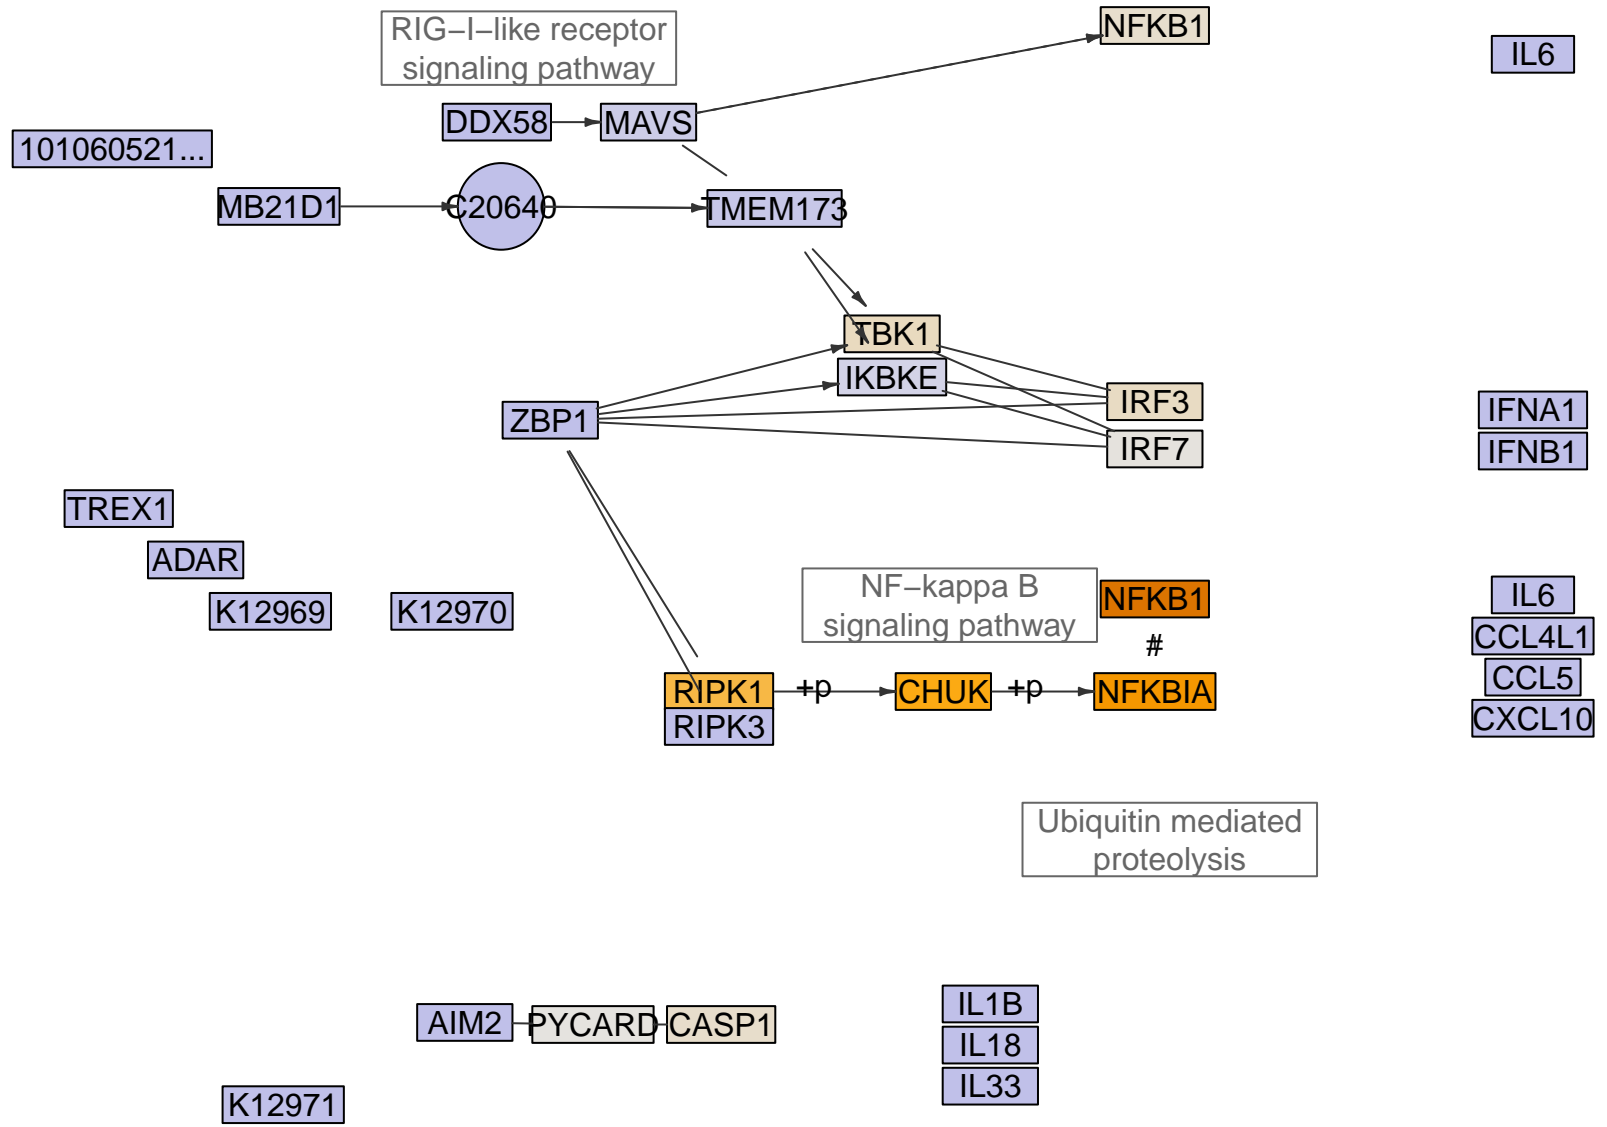 RIG−I−like receptor
signaling pathway
NFKB1
IL6
DDX58
MAVS
101060521...
MB21D1
C20640
TMEM173
TBK1
IKBKE
ZBP1
IRF3
IRF7
IFNA1
IFNB1
TREX1
ADAR
K12969
K12970
NF−kappa B
signaling pathway
NFKB1
#
IL6
CCL4L1
CCL5
CXCL10
RIPK1
+p
CHUK
+p
NFKBIA
RIPK3
Ubiquitin mediated
proteolysis
AIM2
PYCARD
CASP1
IL1B
IL18
IL33
K12971